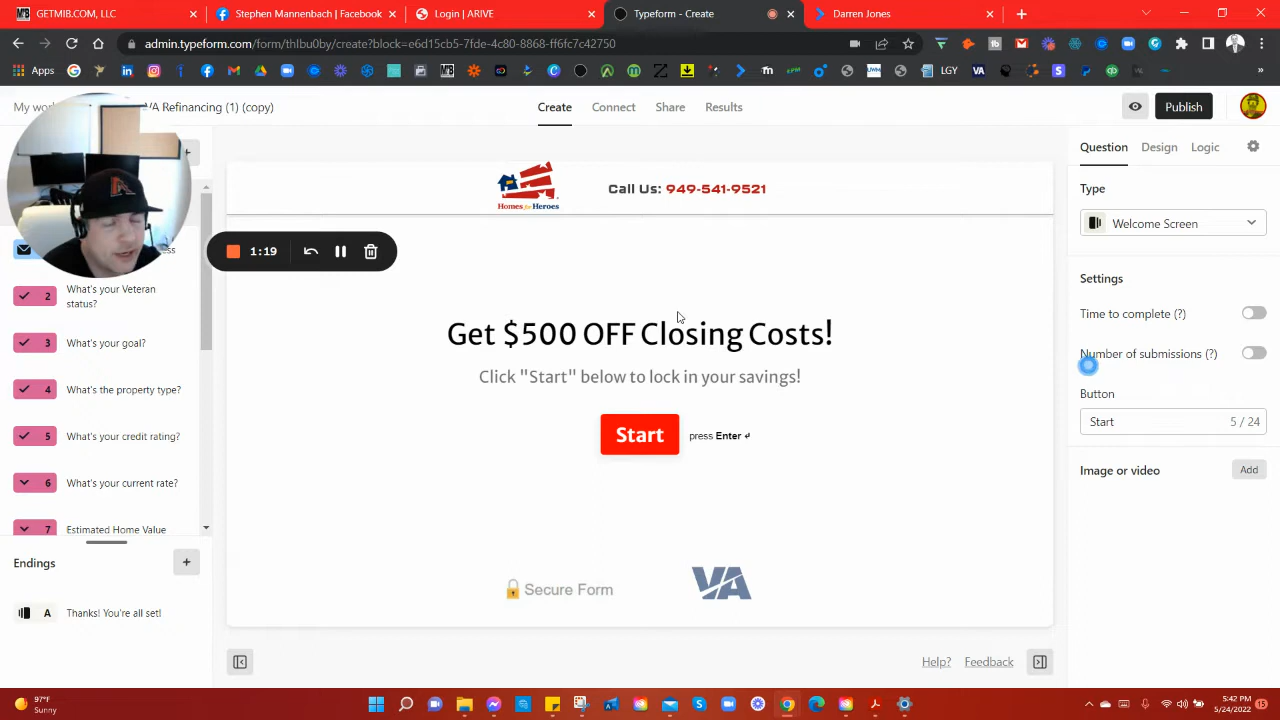 GETMIB.COM, LLC
Stephen Mannenbach | Facebook
Login | ARIVE
Typeform - Create
Darren Jones
admin.typeform.com/form/thIbu0by/create?block=e6d15cb5-7fde-4c80-8868-ff6fc7c42750
Apps
LGY
My work
VA Refinancing (1) (copy)
Create
Connect
Share
Results
Publish
Question
Design
Logic
Homes for Heroes
Call Us: 949-541-9521
Type
Welcome Screen
1:19
2 What's your Veteran status?
3 What's your goal?
4 What's the property type?
5 What's your credit rating?
6 What's your current rate?
7 Estimated Home Value
Endings
A Thanks! You're all set!
Get $500 OFF Closing Costs!
Click "Start" below to lock in your savings!
Start
press Enter ↵
Secure Form
VA
Settings
Time to complete (?)
Number of submissions (?)
Button
Start 5 / 24
Image or video
Add
Help?
Feedback
97°F
Sunny
5:42 PM
5/24/2022